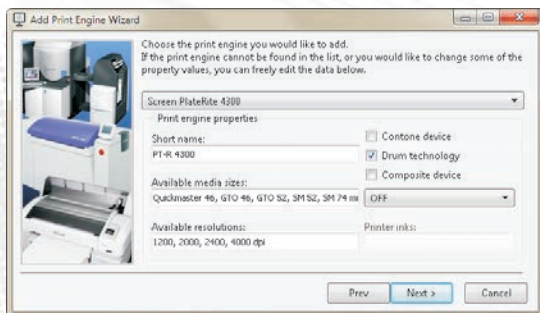 Add Print Engine Wizard
Choose the print engine you would like to add.
If the print engine cannot be found in the list, or you would like to change some of the
property values, you can freely edit the data below.
Screen PlateRite 4300
Print engine properties
Short name:
PT-R 4300
Contone device
Drum technology
Composite device
Available media sizes:
Quickmaster 46, GTO 46, GTO 52, SM 52, SM 74
OFF
Available resolutions:
1200, 2000, 2400, 4000 dpi
Printer inks:
Prev
Next >
Cancel